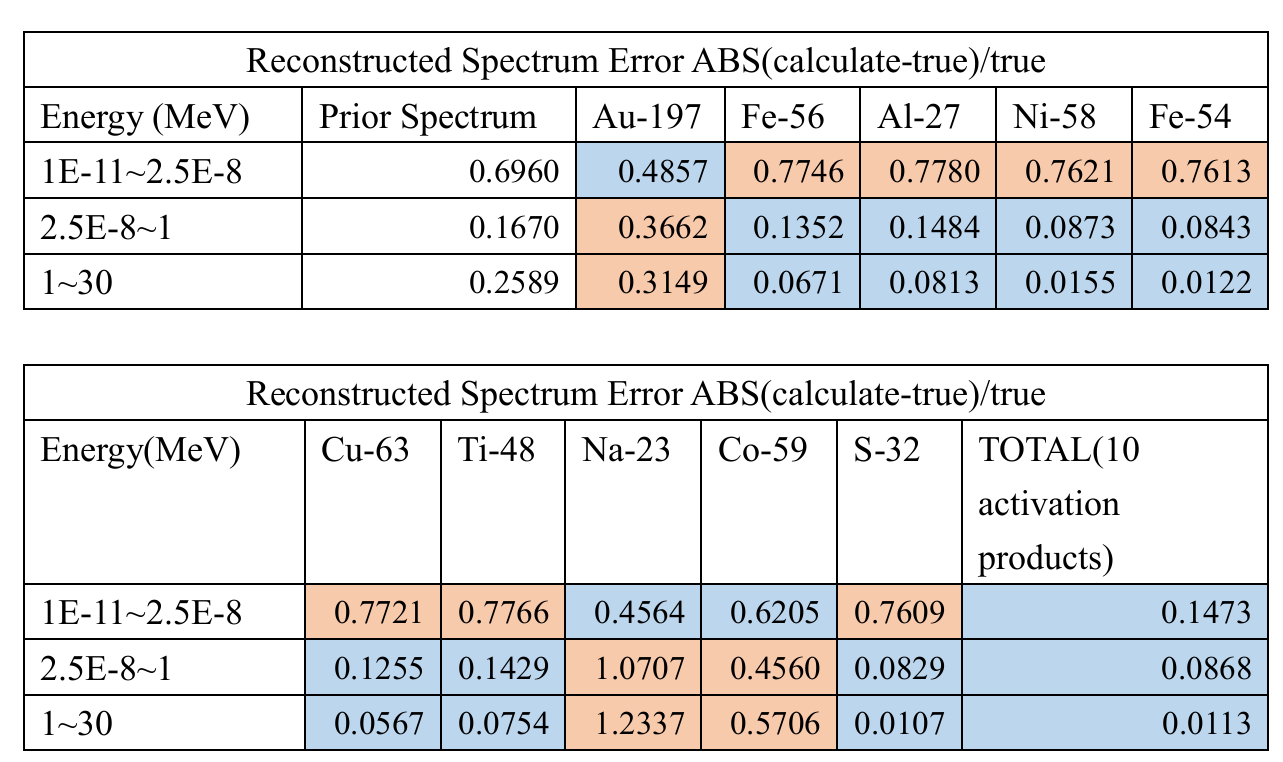 Reconstructed Spectrum Error ABS(calculate-true)/true
Energy (MeV) Prior Spectrum Au-197 Fe-56 Al-27 Ni-58 Fe-54
1E-11~2.5E-8 0.6960 0.4857 0.7746 0.7780 0.7621 0.7613
2.5E-8~1 0.1670 0.3662 0.1352 0.1484 0.0873 0.0843
1~30 0.2589 0.3149 0.0671 0.0813 0.0155 0.0122
Reconstructed Spectrum Error ABS(calculate-true)/true
Energy(MeV) Cu-63 Ti-48 Na-23 Co-59 S-32 TOTAL(10
activation
products)
1E-11~2.5E-8 0.7721 0.7766 0.4564 0.6205 0.7609 0.1473
2.5E-8~1 0.1255 0.1429 1.0707 0.4560 0.0829 0.0868
1~30 0.0567 0.0754 1.2337 0.5706 0.0107 0.0113